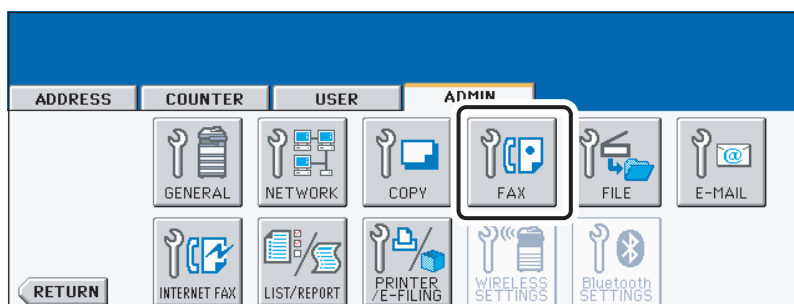 ADDRESS COUNTER USER ADMIN
GENERAL NETWORK COPY FAX FILE E-MAIL
INTERNET FAX LIST/REPORT PRINTER /E-FILING WIRELESS SETTINGS Bluetooth SETTINGS
RETURN